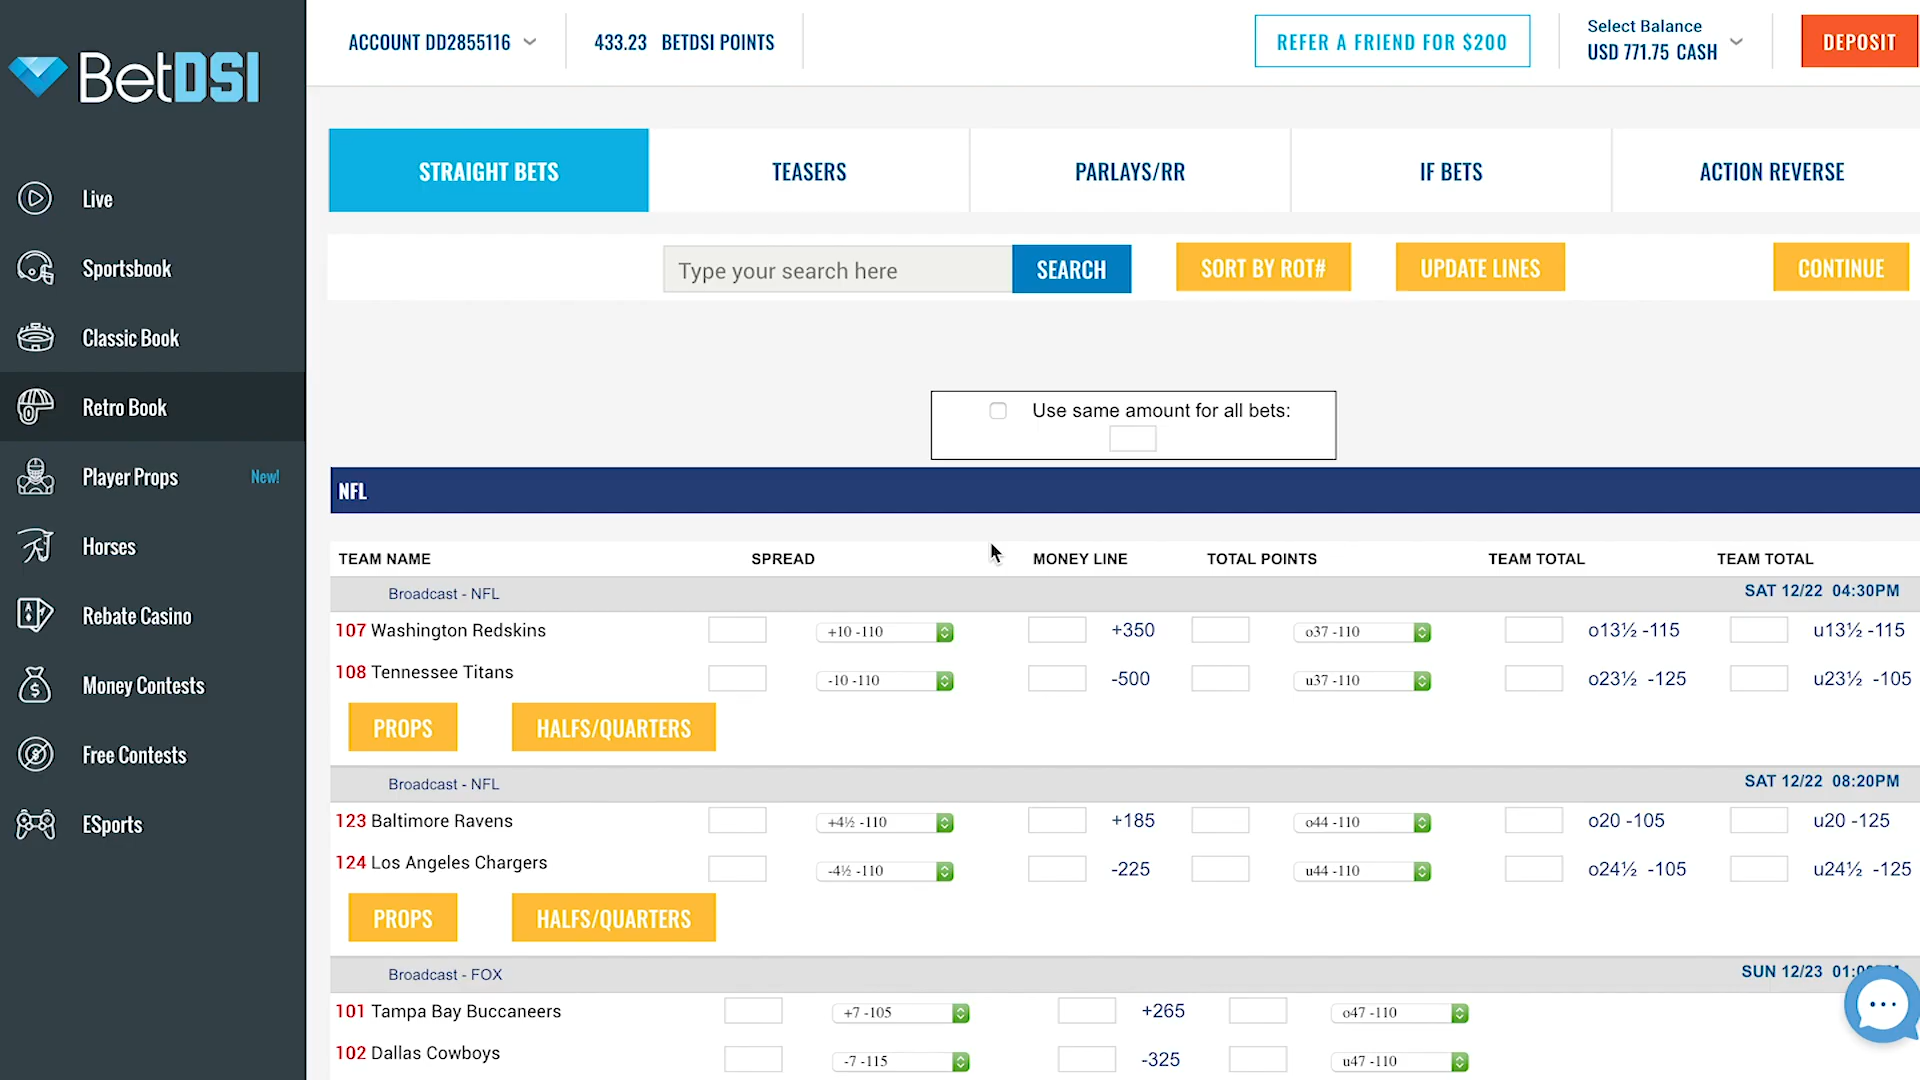 BetDSI
ACCOUNT DD2855116
433.23 BETDSI POINTS
REFER A FRIEND FOR $200
Select Balance
USD 771.75 CASH
DEPOSIT
Live
Sportsbook
Classic Book
Retro Book
Player Props New!
Horses
Rebate Casino
Money Contests
Free Contests
ESports
STRAIGHT BETS TEASERS PARLAYS/RR IF BETS ACTION REVERSE
Type your search here SEARCH SORT BY ROT# UPDATE LINES CONTINUE
Use same amount for all bets:
NFL
TEAM NAME SPREAD MONEY LINE TOTAL POINTS TEAM TOTAL TEAM TOTAL
Broadcast - NFL SAT 12/22 04:30PM
107 Washington Redskins +10 -110 +350 o37 -110 o13½ -115 u13½ -115
108 Tennessee Titans -10 -110 -500 u37 -110 o23½ -125 u23½ -105
PROPS HALFS/QUARTERS
Broadcast - NFL SAT 12/22 08:20PM
123 Baltimore Ravens +4½ -110 +185 o44 -110 o20 -105 u20 -125
124 Los Angeles Chargers -4½ -110 -225 u44 -110 o24½ -105 u24½ -125
PROPS HALFS/QUARTERS
Broadcast - FOX SUN 12/23
101 Tampa Bay Buccaneers +7 -105 +265 o47 -110
102 Dallas Cowboys -7 -115 -325 u47 -110